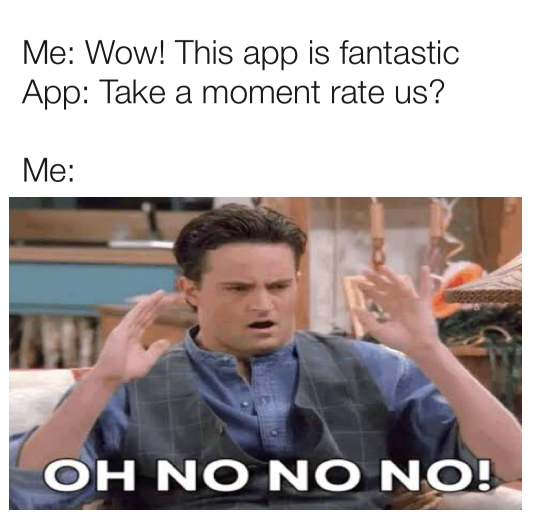 Me: Wow! This app is fantastic
App: Take a moment rate us?
Me:
OH NO NO NO!